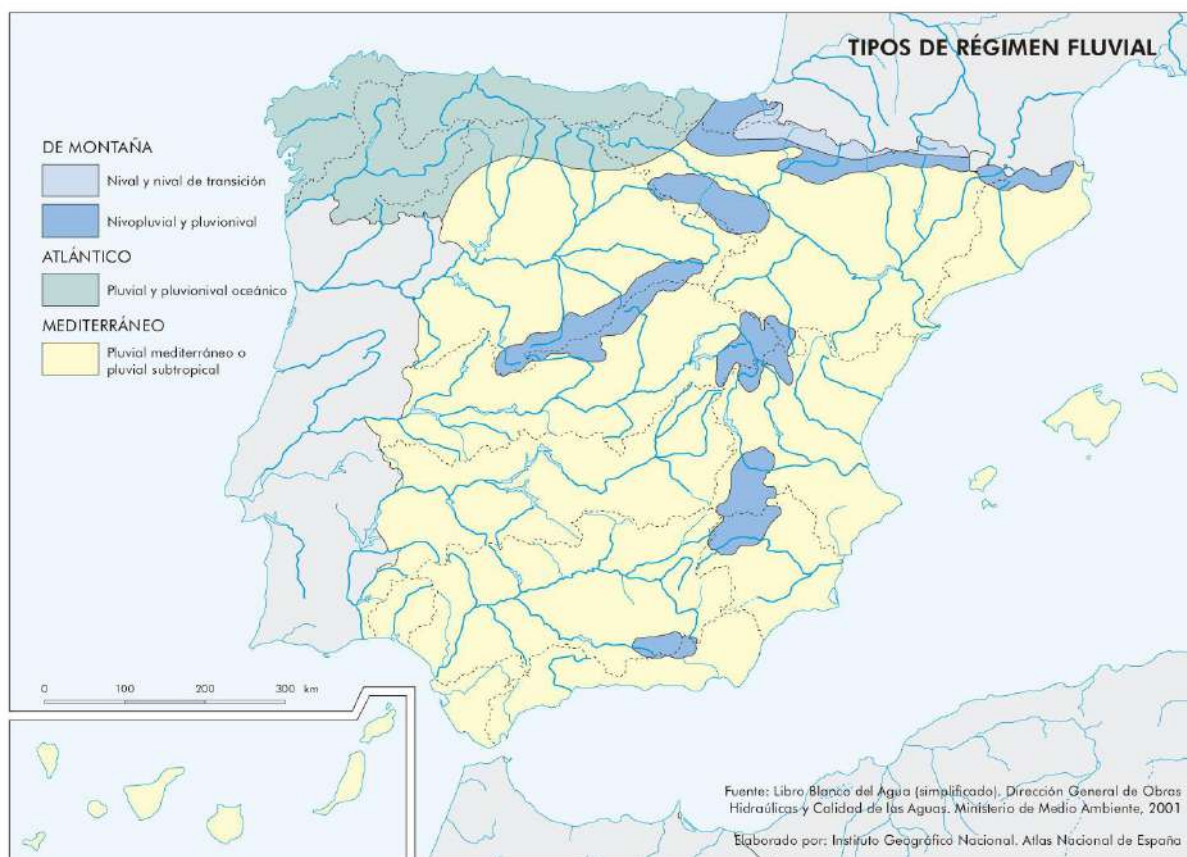 TIPOS DE RÉGIMEN FLUVIAL
DE MONTAÑA
Nival y nival de transición
Nivopluvial y pluvionival
ATLÁNTICO
Pluvial y pluvionival oceánico
MEDITERRÁNEO
Pluvial mediterráneo o
pluvial subtropical
0 100 200 300 km
Fuente: Libro Blanco del Agua (simplificado). Dirección General de Obras
Hidraúlicas y Calidad de las Aguas. Ministerio de Medio Ambiente, 2001
Elaborado por: Instituto Geográfico Nacional. Atlas Nacional de España